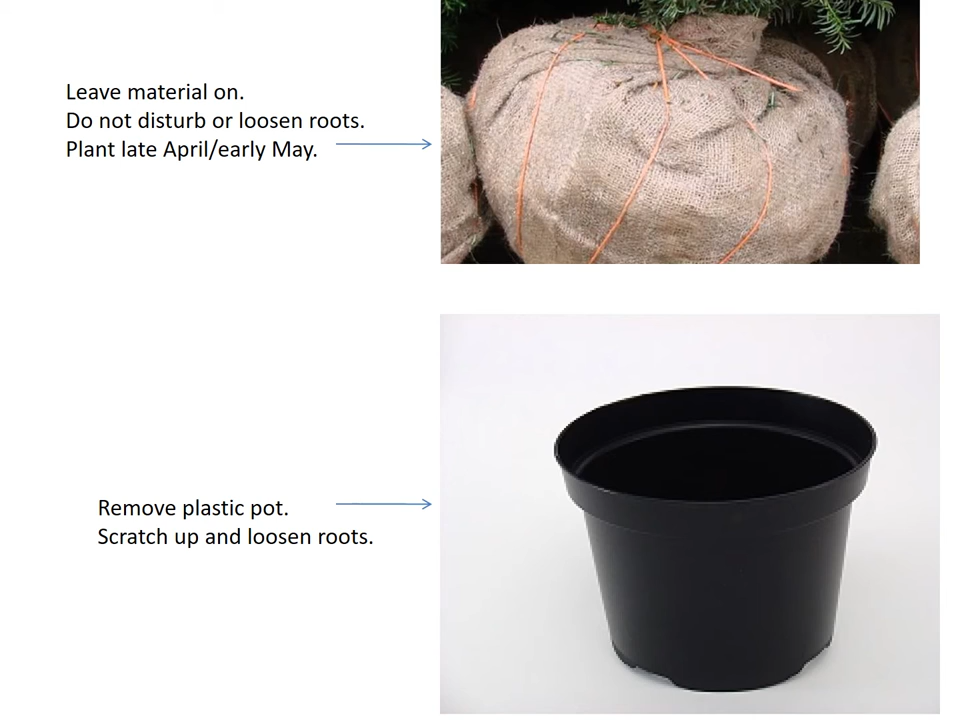 Leave material on.
Do not disturb or loosen roots.
Plant late April/early May.
Remove plastic pot.
Scratch up and loosen roots.